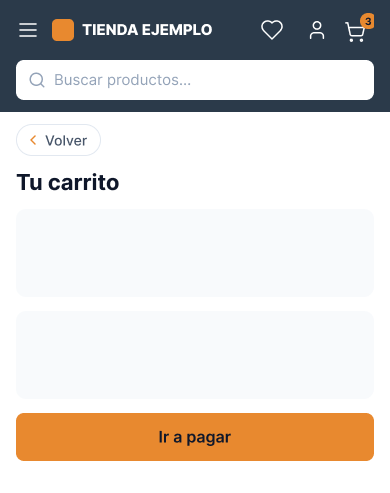 TIENDA EJEMPLO
3
Buscar productos...
Volver
Tu carrito
Ir a pagar